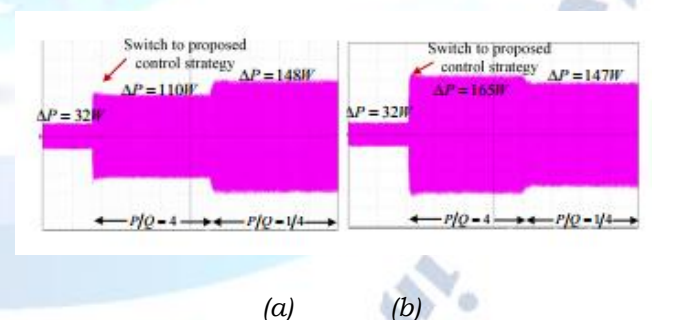 Switch to proposed
control strategy
ΔP = 148W
ΔP = 110W
ΔP = 32W
P/Q = 4
P/Q = 1/4
Switch to proposed
control strategy
ΔP = 147W
ΔP = 165W
ΔP = 32W
P/Q = 4
P/Q = 1/4
(a) (b)